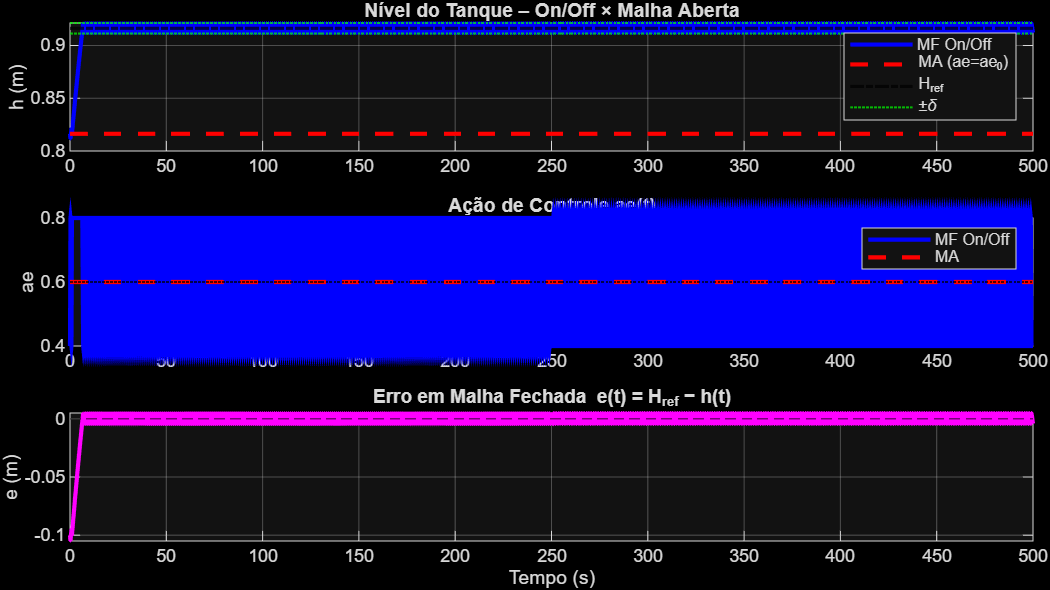 Nível do Tanque – On/Off × Malha Aberta
h (m)
0.9
0.85
0.8
MF On/Off
MA (ae=ae₀)
Href
±δ
0 50 100 150 200 250 300 350 400 450 500
Ação de Controle ae(t)
ae
0.8
0.6
0.4
MF On/Off
MA
0 50 100 150 200 250 300 350 400 450 500
Erro em Malha Fechada e(t) = Href − h(t)
e (m)
0
-0.05
-0.1
0 50 100 150 200 250 300 350 400 450 500
Tempo (s)